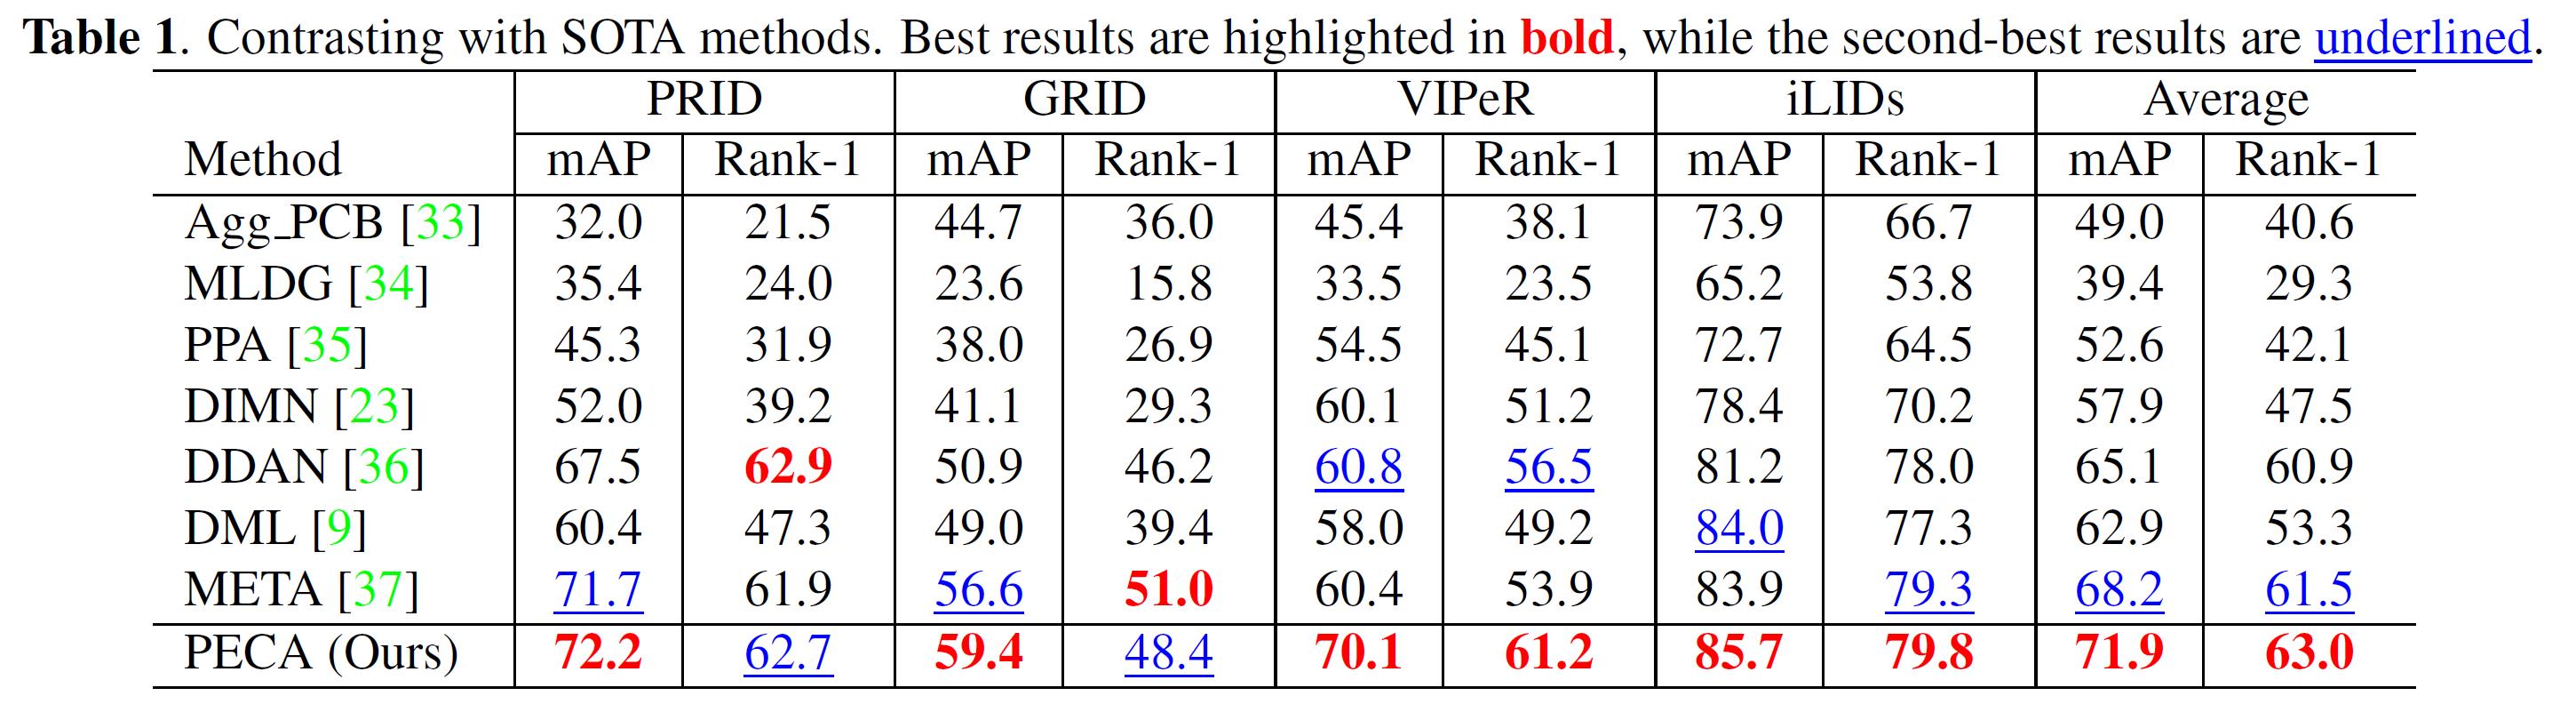 Table 1. Contrasting with SOTA methods. Best results are highlighted in bold, while the second-best results are underlined.
PRID GRID VIPeR iLIDs Average
Method mAP Rank-1 mAP Rank-1 mAP Rank-1 mAP Rank-1 mAP Rank-1
Agg_PCB [33] 32.0 21.5 44.7 36.0 45.4 38.1 73.9 66.7 49.0 40.6
MLDG [34] 35.4 24.0 23.6 15.8 33.5 23.5 65.2 53.8 39.4 29.3
PPA [35] 45.3 31.9 38.0 26.9 54.5 45.1 72.7 64.5 52.6 42.1
DIMN [23] 52.0 39.2 41.1 29.3 60.1 51.2 78.4 70.2 57.9 47.5
DDAN [36] 67.5 62.9 50.9 46.2 60.8 56.5 81.2 78.0 65.1 60.9
DML [9] 60.4 47.3 49.0 39.4 58.0 49.2 84.0 77.3 62.9 53.3
META [37] 71.7 61.9 56.6 51.0 60.4 53.9 83.9 79.3 68.2 61.5
PECA (Ours) 72.2 62.7 59.4 48.4 70.1 61.2 85.7 79.8 71.9 63.0